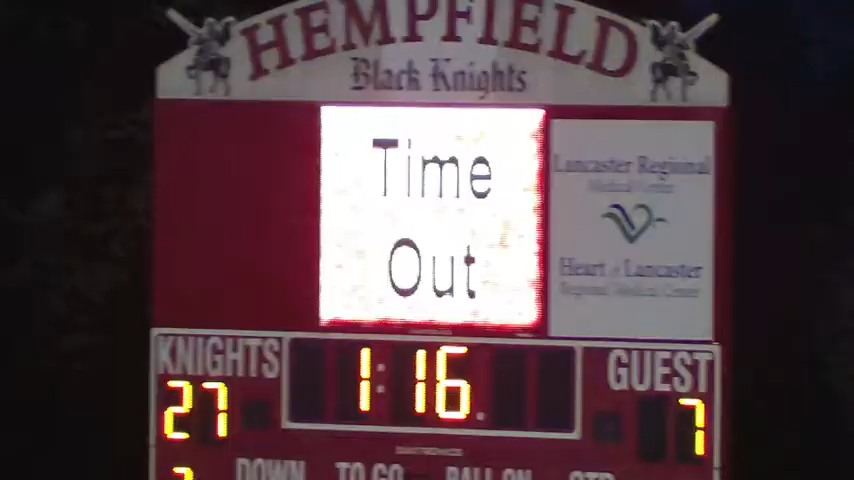 HEMPFIELD
Black Knights
Time
Out
Lancaster Regional
Medical Center
Heart of Lancaster
Regional Medical Center
KNIGHTS 1:16 GUEST
27 7
DOWN TO GO BALL ON QTR